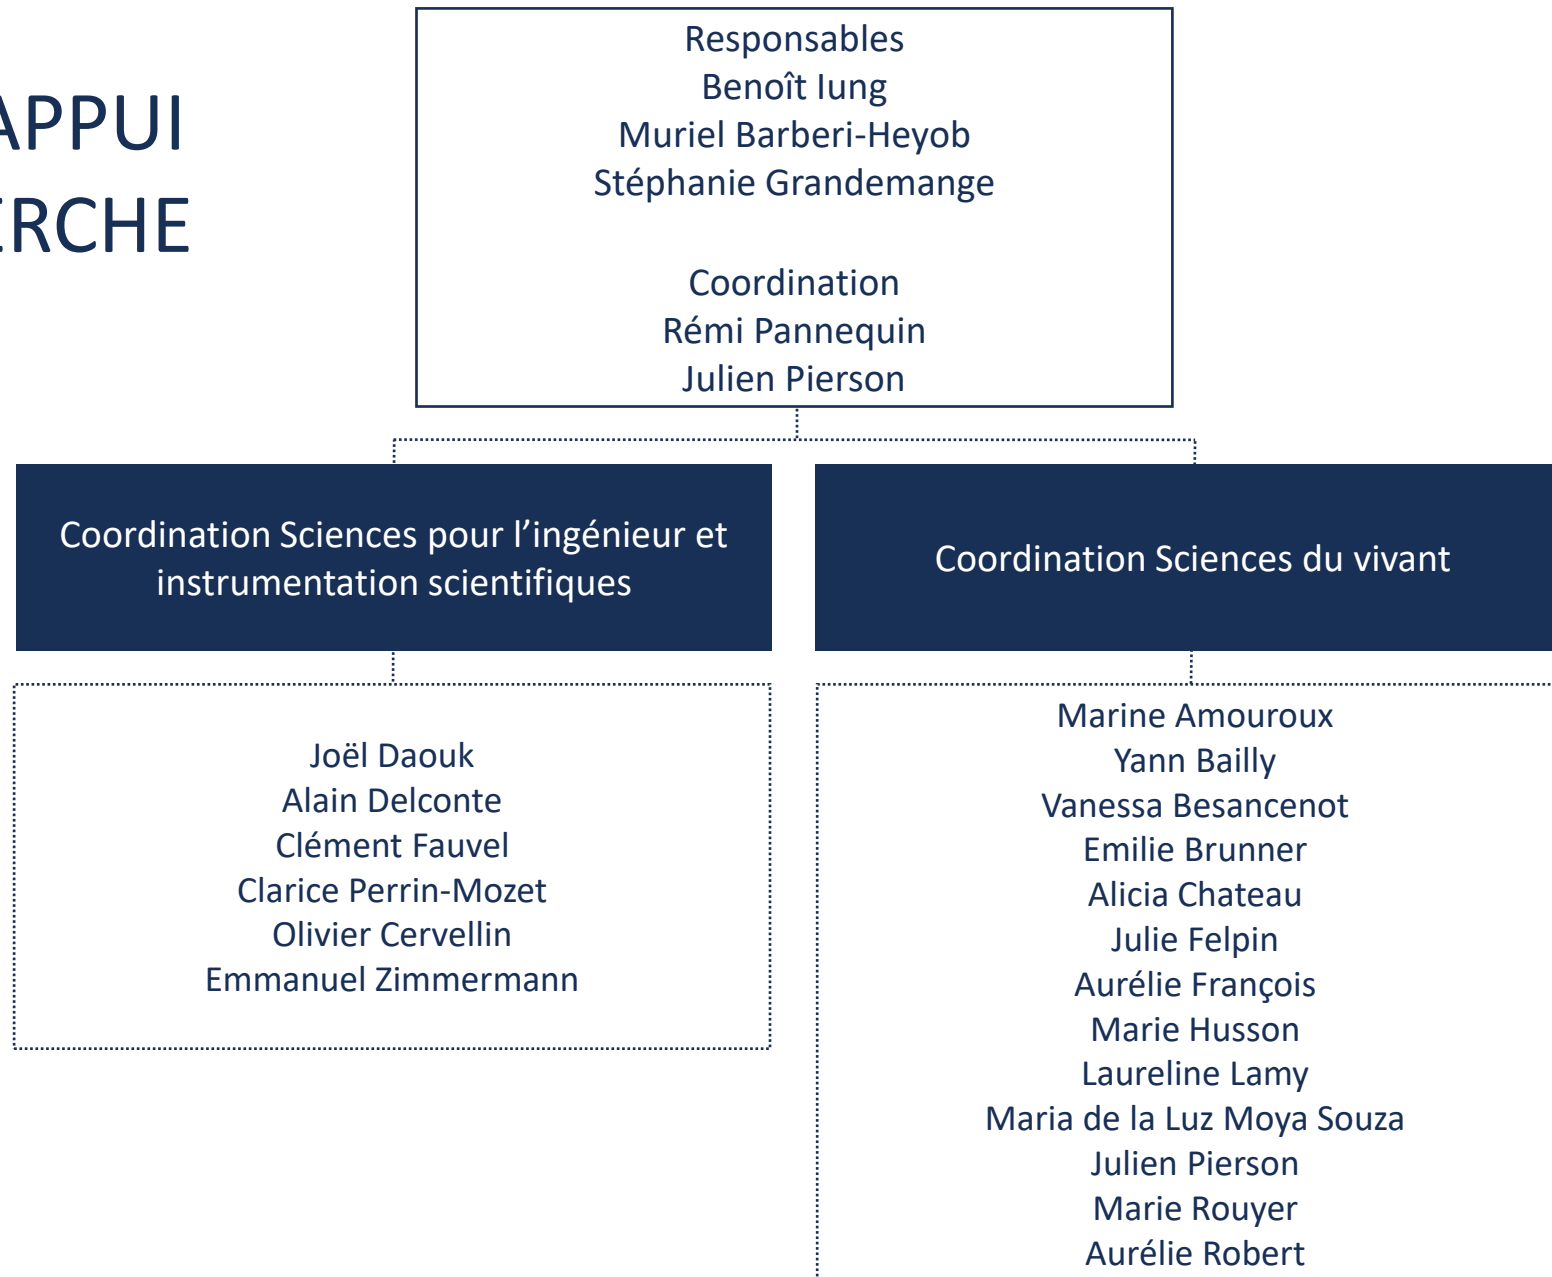 APPUI
ERCHE
Responsables
Benoît Iung
Muriel Barberi-Heyob
Stéphanie Grandemange
Coordination
Rémi Pannequin
Julien Pierson
Coordination Sciences pour l’ingénieur et
instrumentation scientifiques
Coordination Sciences du vivant
Joël Daouk
Alain Delconte
Clément Fauvel
Clarice Perrin-Mozet
Olivier Cervellin
Emmanuel Zimmermann
Marine Amouroux
Yann Bailly
Vanessa Besancenot
Emilie Brunner
Alicia Chateau
Julie Felpin
Aurélie François
Marie Husson
Laureline Lamy
Maria de la Luz Moya Souza
Julien Pierson
Marie Rouyer
Aurélie Robert